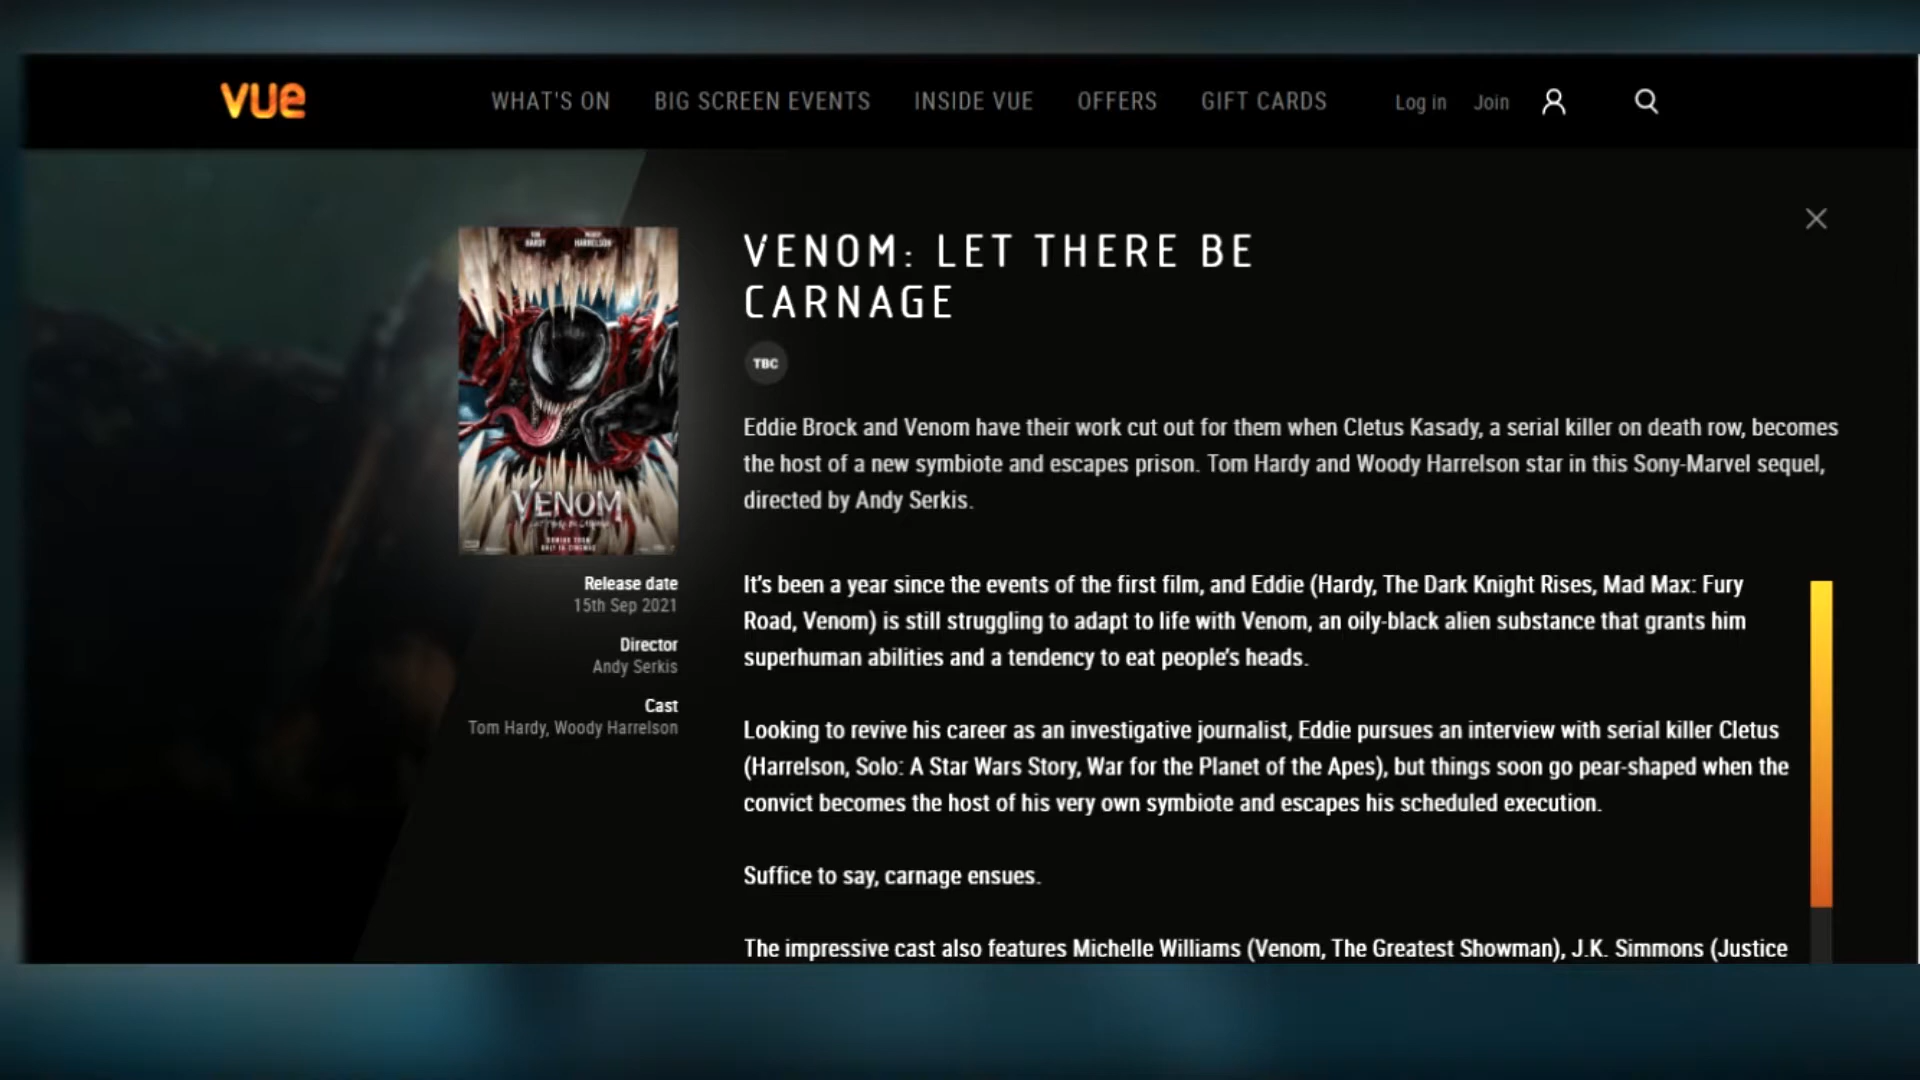 vue
WHAT'S ON
BIG SCREEN EVENTS
INSIDE VUE
OFFERS
GIFT CARDS
Log in
Join
TOM HARDY
WOODY HARRELSON
VENOM
LET THERE BE CARNAGE
VENOM: LET THERE BE
CARNAGE
TBC
Eddie Brock and Venom have their work cut out for them when Cletus Kasady, a serial killer on death row, becomes
the host of a new symbiote and escapes prison. Tom Hardy and Woody Harrelson star in this Sony-Marvel sequel,
directed by Andy Serkis.
Release date
15th Sep 2021
Director
Andy Serkis
Cast
Tom Hardy, Woody Harrelson
It's been a year since the events of the first film, and Eddie (Hardy, The Dark Knight Rises, Mad Max: Fury
Road, Venom) is still struggling to adapt to life with Venom, an oily-black alien substance that grants him
superhuman abilities and a tendency to eat people's heads.
Looking to revive his career as an investigative journalist, Eddie pursues an interview with serial killer Cletus
(Harrelson, Solo: A Star Wars Story, War for the Planet of the Apes), but things soon go pear-shaped when the
convict becomes the host of his very own symbiote and escapes his scheduled execution.
Suffice to say, carnage ensues.
The impressive cast also features Michelle Williams (Venom, The Greatest Showman), J.K. Simmons (Justice